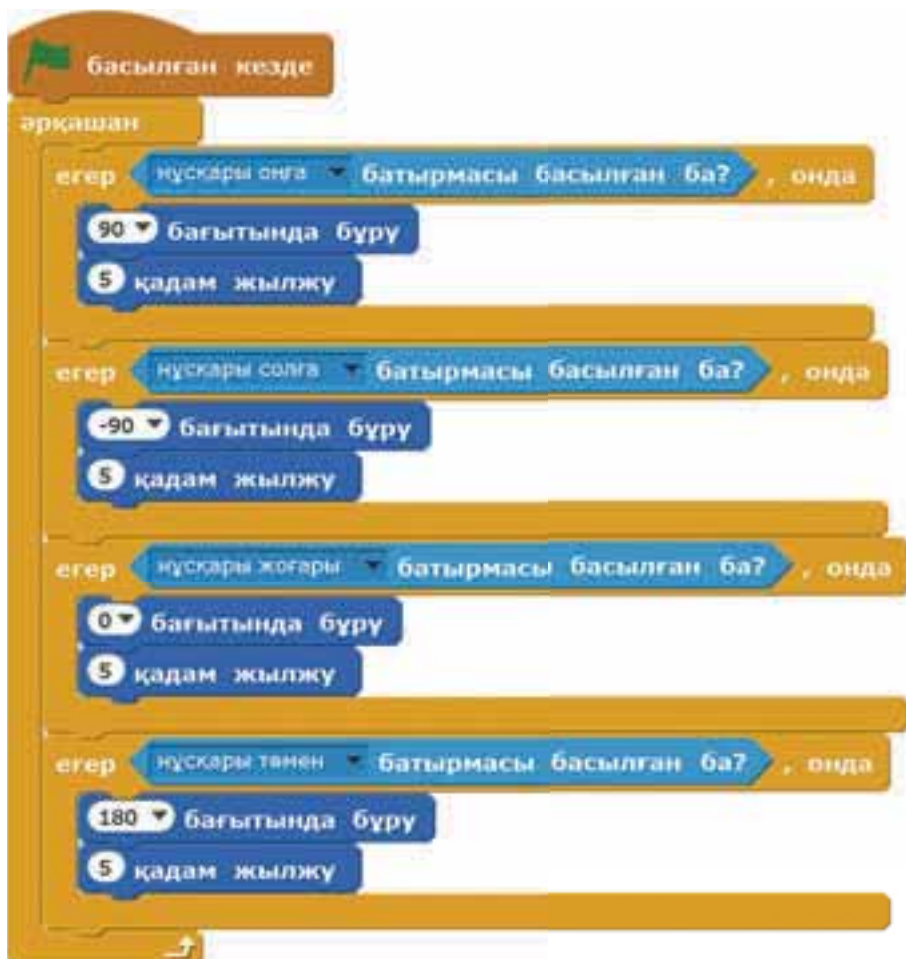 басылған кезде
әрқашан
егер нұсқары оңға батырмасы басылған ба? , онда
90 бағытында бұру
5 қадам жылжу
егер нұсқары солға батырмасы басылған ба? , онда
-90 бағытында бұру
5 қадам жылжу
егер нұсқары жоғары батырмасы басылған ба? , онда
0 бағытында бұру
5 қадам жылжу
егер нұсқары төмен батырмасы басылған ба? , онда
180 бағытында бұру
5 қадам жылжу